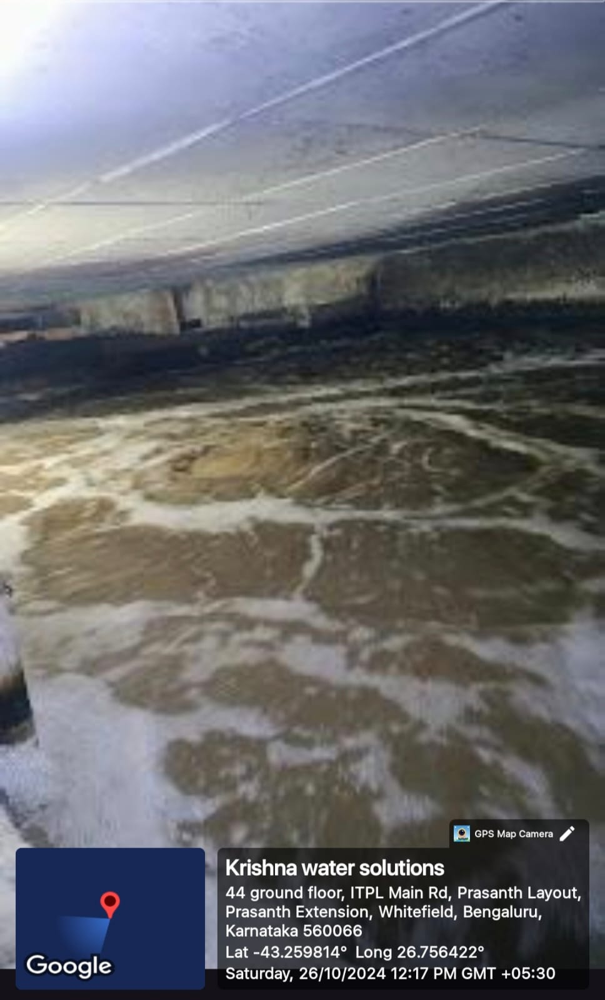 GPS Map Camera
Krishna water solutions
44 ground floor, ITPL Main Rd, Prasanth Layout,
Prasanth Extension, Whitefield, Bengaluru,
Karnataka 560066
Lat -43.259814° Long 26.756422°
Saturday, 26/10/2024 12:17 PM GMT +05:30
Google